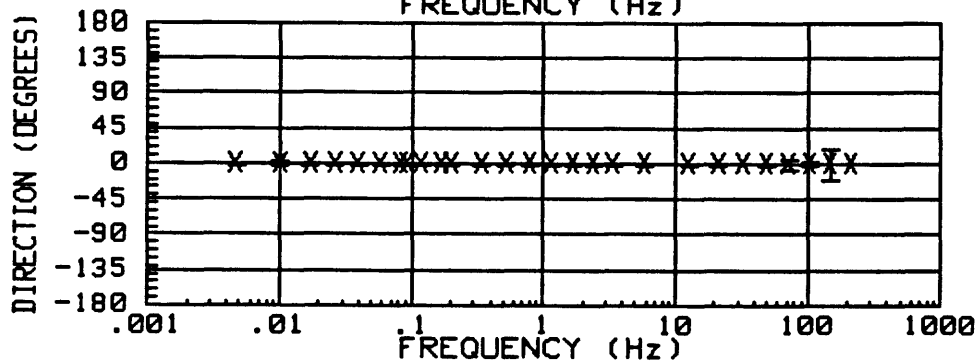 FREQUENCY (Hz)
DIRECTION (DEGREES)
180
135
90
45
0
-45
-90
-135
-180
.001 .01 .1 1 10 100 1000
FREQUENCY (Hz)